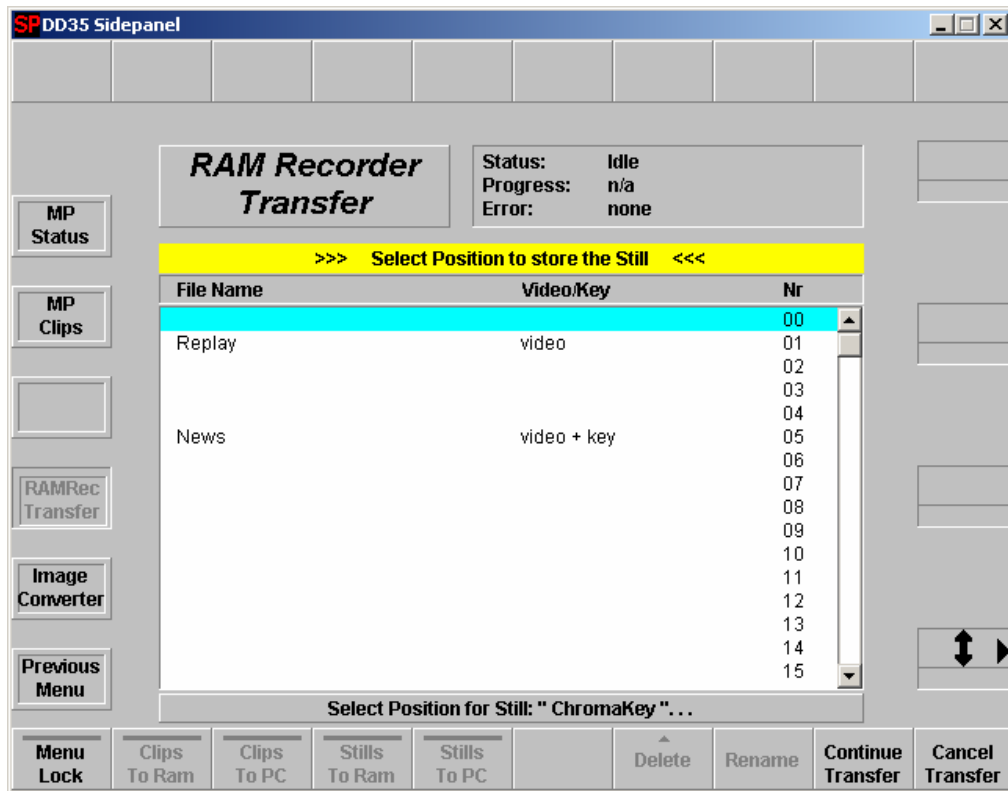 SP DD35 Sidepanel
RAM Recorder
Transfer
Status: Idle
Progress: n/a
Error: none
MP
Status
>>> Select Position to store the Still <<<
File Name Video/Key Nr
MP
Clips
00
Replay video 01
02
03
04
News video + key 05
06
RAMRec
Transfer
07
08
09
10
Image
Converter
11
12
13
14
15
Previous
Menu
Select Position for Still: " ChromaKey "...
Menu
Lock
Clips
To Ram
Clips
To PC
Stills
To Ram
Stills
To PC
Delete
Rename
Continue
Transfer
Cancel
Transfer